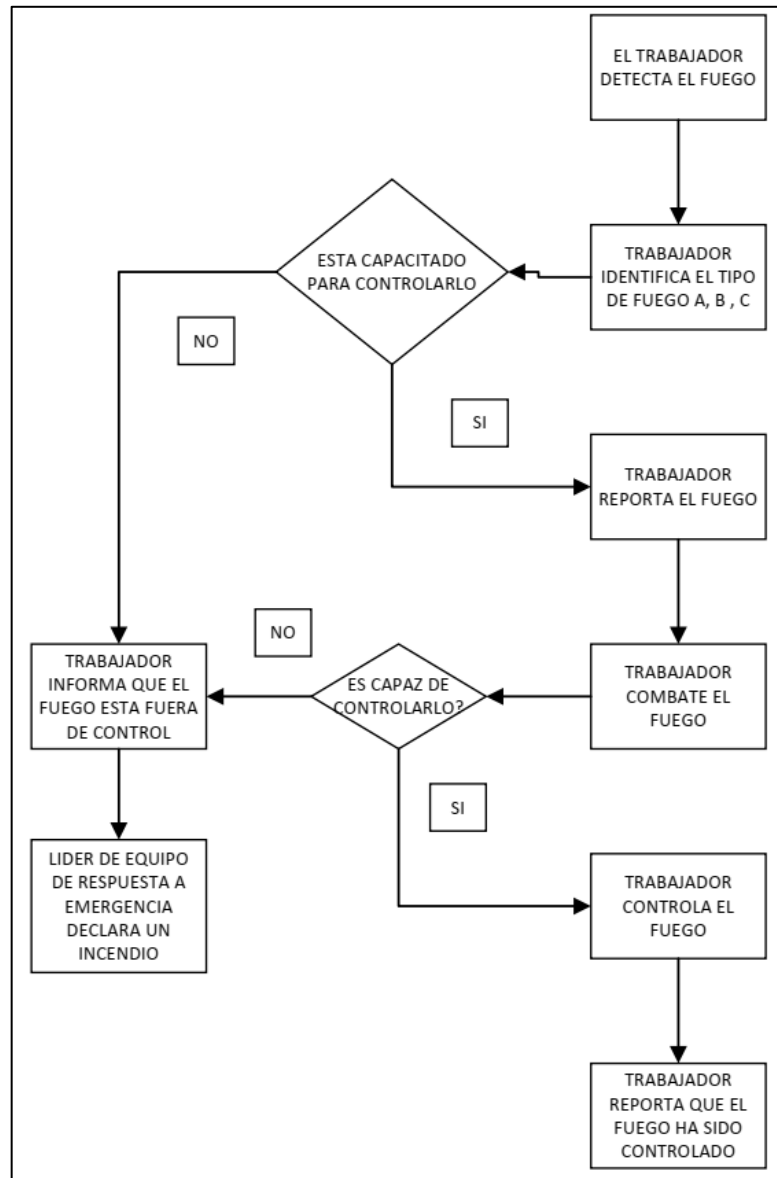 EL TRABAJADOR
DETECTA EL FUEGO
TRABAJADOR
IDENTIFICA EL TIPO
DE FUEGO A, B , C
ESTA CAPACITADO
PARA CONTROLARLO
NO
SI
TRABAJADOR
REPORTA EL FUEGO
TRABAJADOR
COMBATE EL
FUEGO
ES CAPAZ DE
CONTROLARLO?
NO
TRABAJADOR
INFORMA QUE EL
FUEGO ESTA FUERA
DE CONTROL
LIDER DE EQUIPO
DE RESPUESTA A
EMERGENCIA
DECLARA UN
INCENDIO
SI
TRABAJADOR
CONTROLA EL
FUEGO
TRABAJADOR
REPORTA QUE EL
FUEGO HA SIDO
CONTROLADO